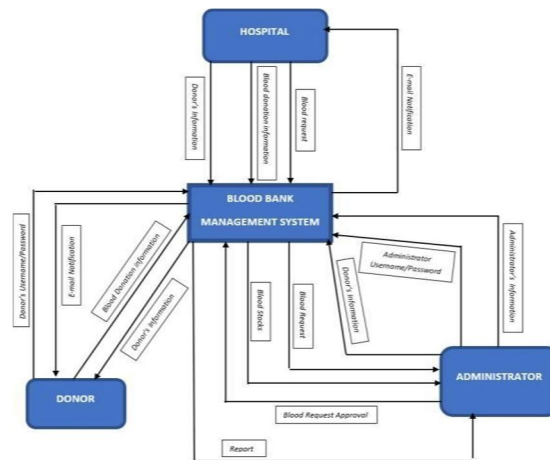 HOSPITAL
Donor's Information
Blood donation information
Blood request
E-mail Notification
BLOOD BANK
MANAGEMENT SYSTEM
Donor's Username/Password
E-mail Notification
Blood Donation information
Donor's Information
Blood Stocks
Blood Request
Donor's Information
Administrator
Username/Password
Administrator's Information
DONOR
ADMINISTRATOR
Blood Request Approval
Report